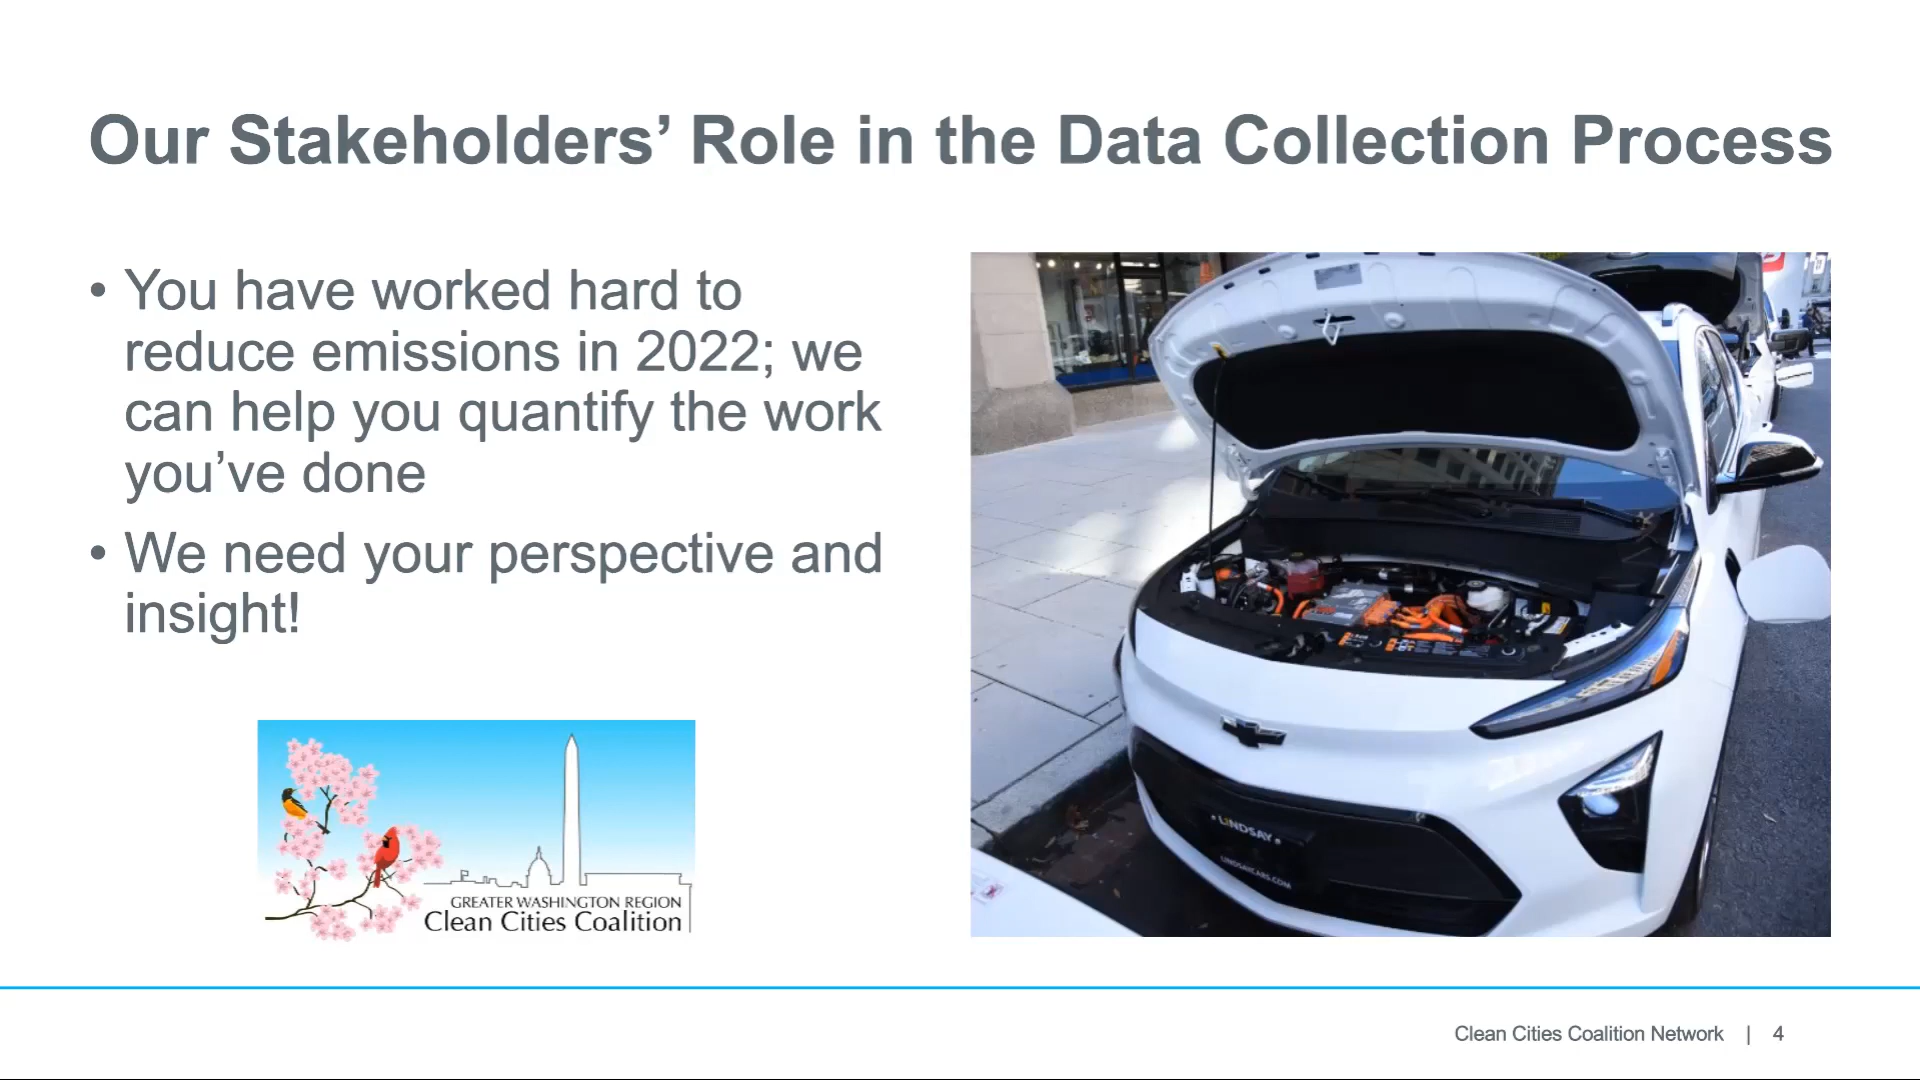 Our Stakeholders’ Role in the Data Collection Process
• You have worked hard to
reduce emissions in 2022; we
can help you quantify the work
you’ve done
• We need your perspective and
insight!
GREATER WASHINGTON REGION
Clean Cities Coalition
LINDSAY
LINDSAYCARS.COM
Clean Cities Coalition Network | 4